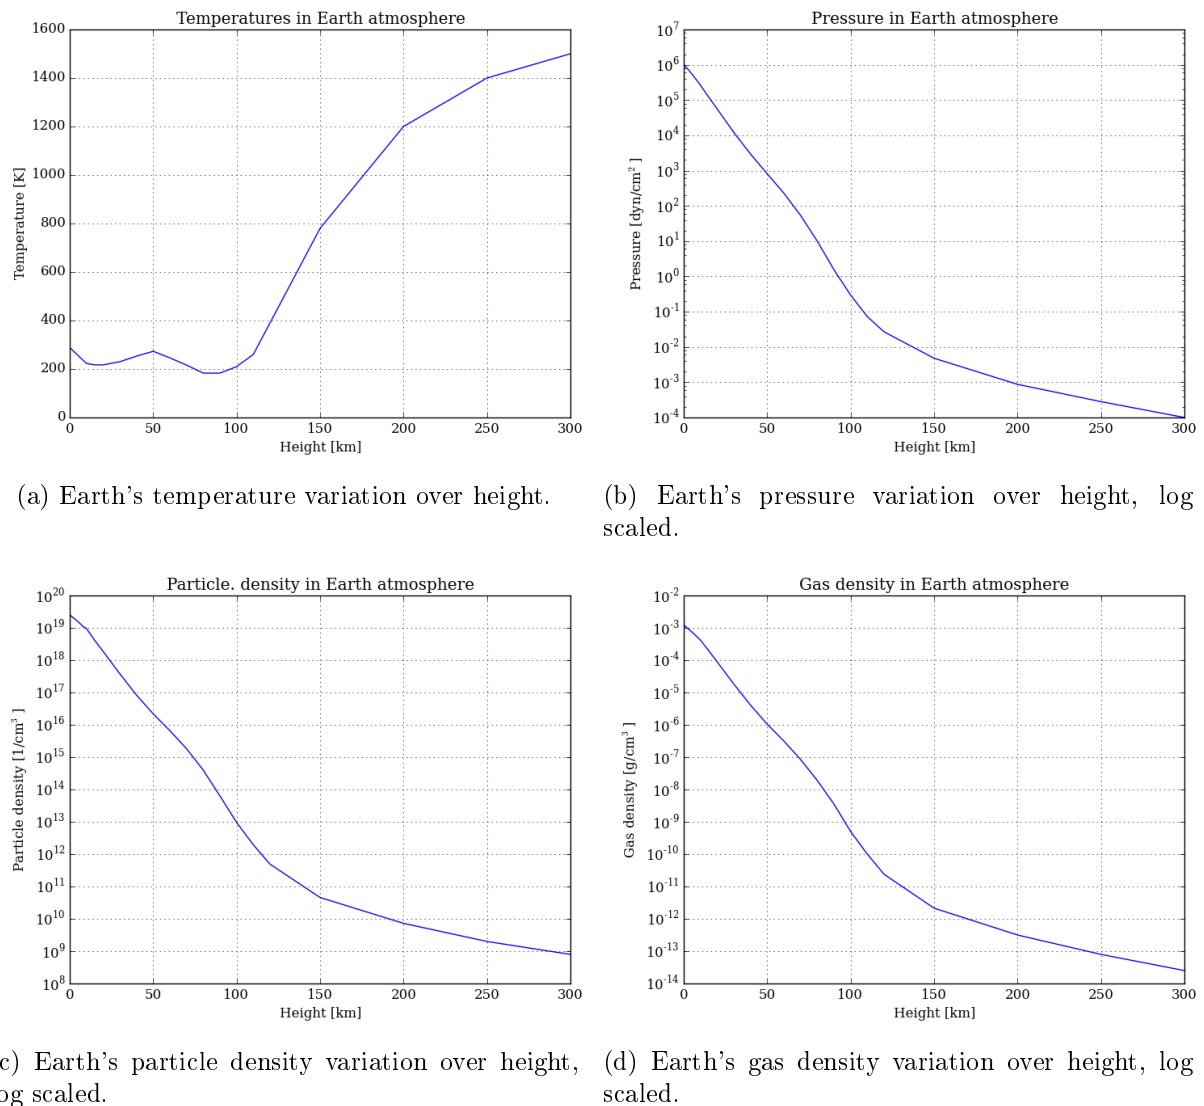 Temperatures in Earth atmosphere
1600
1400
1200
1000
800
600
400
200
0
Temperature [K]
0 50 100 150 200 250 300
Height [km]
(a) Earth's temperature variation over height.
Pressure in Earth atmosphere
10^7
10^6
10^5
10^4
10^3
10^2
10^1
10^0
10^-1
10^-2
10^-3
10^-4
Pressure [dyn/cm^2 ]
0 50 100 150 200 250 300
Height [km]
(b) Earth's pressure variation over height, log
scaled.
Particle. density in Earth atmosphere
10^20
10^19
10^18
10^17
10^16
10^15
10^14
10^13
10^12
10^11
10^10
10^9
10^8
Particle density [1/cm^3 ]
0 50 100 150 200 250 300
Height [km]
c) Earth's particle density variation over height,
og scaled.
Gas density in Earth atmosphere
10^-2
10^-3
10^-4
10^-5
10^-6
10^-7
10^-8
10^-9
10^-10
10^-11
10^-12
10^-13
10^-14
Gas density [g/cm^3 ]
0 50 100 150 200 250 300
Height [km]
(d) Earth's gas density variation over height, log
scaled.